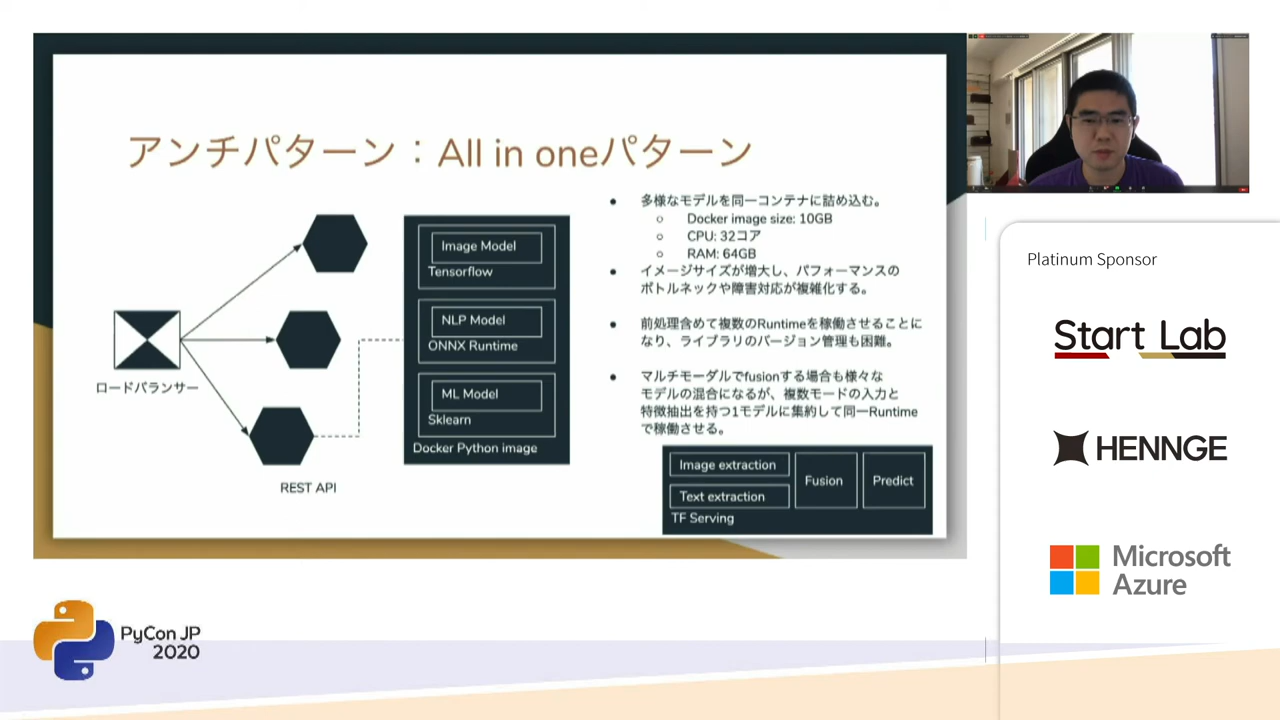 アンチパターン：All in oneパターン
ロードバランサー
REST API
Image Model
Tensorflow
NLP Model
ONNX Runtime
ML Model
Sklearn
Docker Python image
● 多様なモデルを同一コンテナに詰め込む。
○ Docker image size: 10GB
○ CPU: 32コア
○ RAM: 64GB
● イメージサイズが増大し、パフォーマンスの
ボトルネックや障害対応が複雑化する。
● 前処理含めて複数のRuntimeを稼働させることに
なり、ライブラリのバージョン管理も困難。
● マルチモーダルでfusionする場合も様々な
モデルの混合になるが、複数モードの入力と
特徴抽出を持つ1モデルに集約して同一Runtime
で稼働させる。
Image extraction
Text extraction
Fusion
Predict
TF Serving
Platinum Sponsor
Start Lab
HENNGE
Microsoft
Azure
PyCon JP
2020